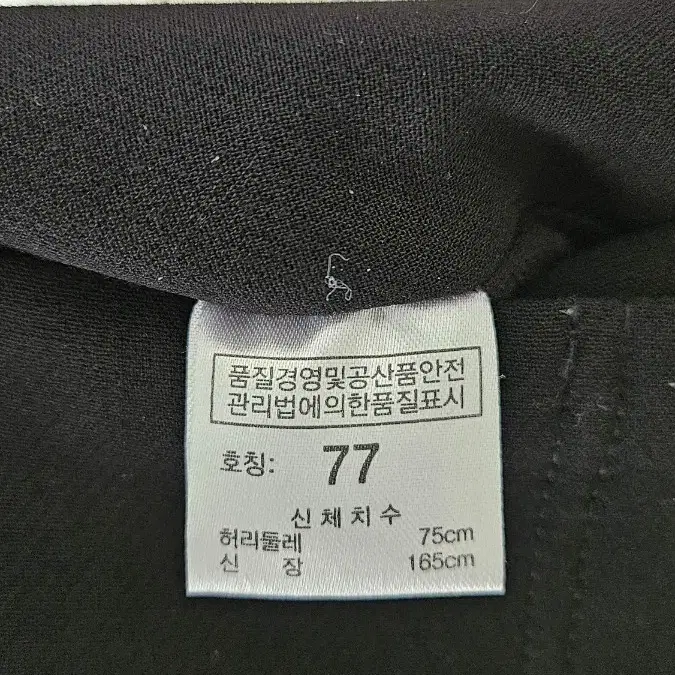 품질경영및공산품안전
관리법에의한품질표시
호칭: 77
신체치수
허리둘레 75cm
신 장 165cm